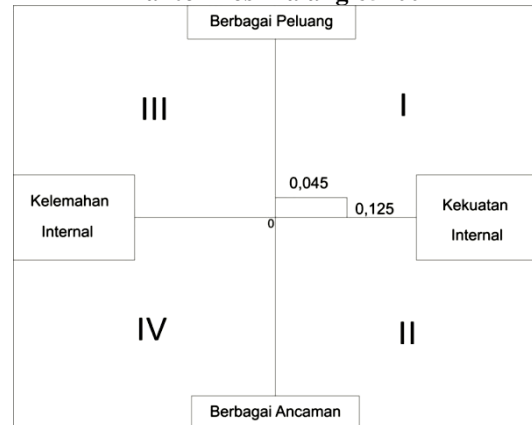 Berbagai Peluang
III
I
0,045
0,125
Kelemahan
Internal
0
Kekuatan
Internal
IV
II
Berbagai Ancaman